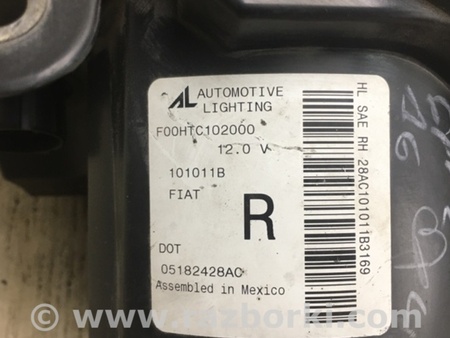 AL AUTOMOTIVE
LIGHTING
F00HTC102000
12.0 V
101011B
FIAT
R
DOT
05182428AC
Assembled in Mexico
HL SAE RH 28AC101011B3169
© www.razborki.com